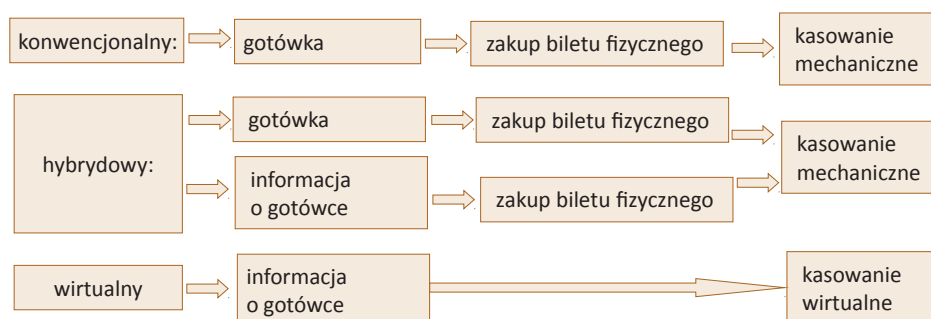 konwencjonalny:
gotówka
zakup biletu fizycznego
kasowanie
mechaniczne
hybrydowy:
gotówka
zakup biletu fizycznego
informacja
o gotówce
zakup biletu fizycznego
kasowanie
mechaniczne
wirtualny
informacja
o gotówce
kasowanie
wirtualne